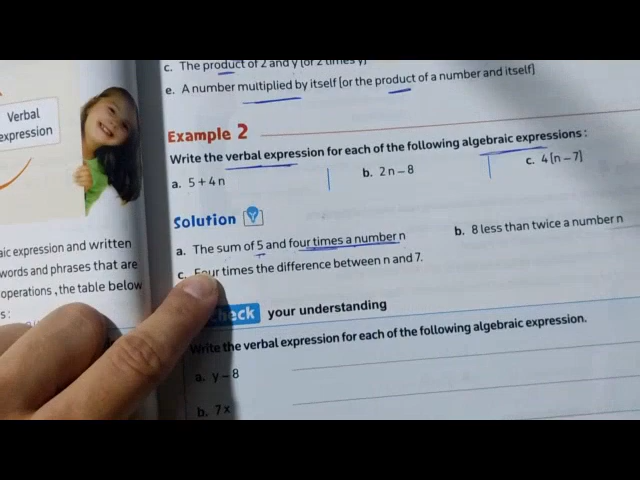 c. The product of 2 and y (or 2 times y)
e. A number multiplied by itself [or the product of a number and itself]
Verbal
expression
Example 2
Write the verbal expression for each of the following algebraic expressions :
a. 5 + 4 n
b. 2 n – 8
c. 4 [n – 7]
Solution
a. The sum of 5 and four times a number n
b. 8 less than twice a number n
c. Four times the difference between n and 7.
aic expression and written
words and phrases that are
operations , the table below
s :
check your understanding
Write the verbal expression for each of the following algebraic expression.
a. y – 8
b. 7 x